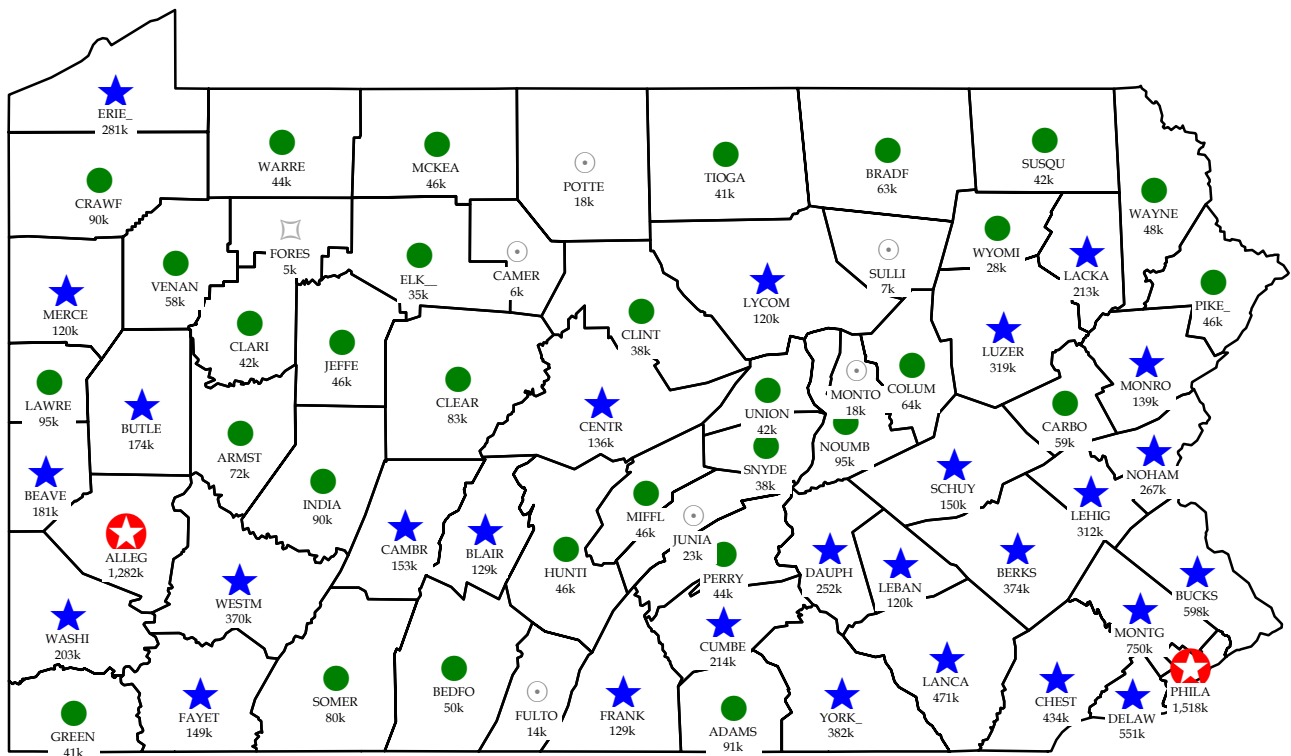 ERIE_
281k
WARRE
44k
MCKEA
46k
POTTE
18k
TIOGA
41k
BRADF
63k
SUSQU
42k
WAYNE
48k
CRAWF
90k
FORES
5k
VENAN
58k
ELK__
35k
CAMER
6k
SULLI
7k
WYOMI
28k
LACKA
213k
PIKE_
46k
MERCE
120k
CLARI
42k
JEFFE
46k
CLINT
38k
LYCOM
120k
LUZER
319k
MONRO
139k
LAWRE
95k
BUTLE
174k
CLEAR
83k
CENTR
136k
UNION
42k
MONTO
18k
COLUM
64k
CARBO
59k
ARMST
72k
NOUMB
95k
SNYDE
38k
NOHAM
267k
BEAVE
181k
INDIA
90k
MIFFL
46k
SCHUY
150k
LEHIG
312k
ALLEG
1,282k
CAMBR
153k
BLAIR
129k
HUNTI
46k
JUNIA
23k
PERRY
44k
DAUPH
252k
LEBAN
120k
BERKS
374k
BUCKS
598k
WESTM
370k
WASHI
203k
CUMBE
214k
MONTG
750k
LANCA
471k
PHILA
1,518k
GREEN
41k
FAYET
149k
SOMER
80k
BEDFO
50k
FULTO
14k
FRANK
129k
ADAMS
91k
YORK_
382k
CHEST
434k
DELAW
551k